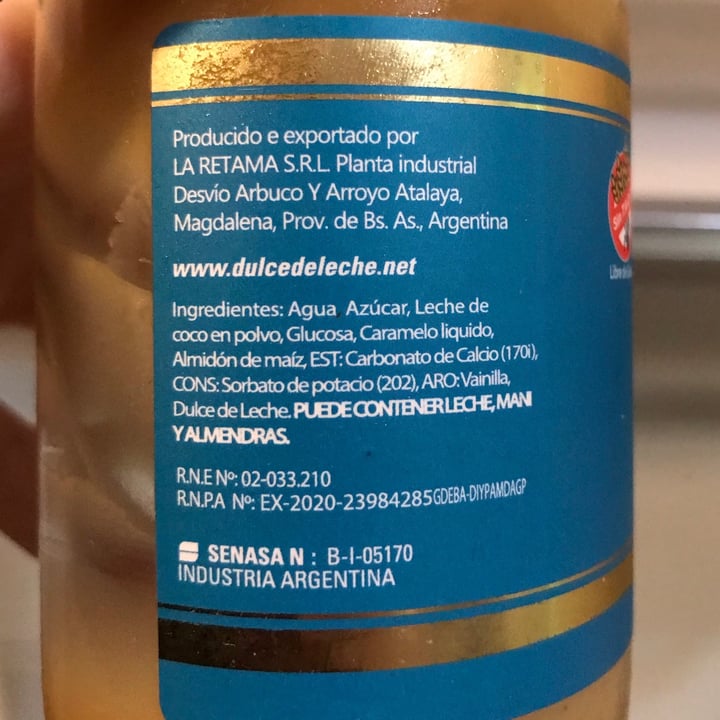 Producido e exportado por
LA RETAMA S.R.L. Planta industrial
Desvío Arbuco Y Arroyo Atalaya,
Magdalena, Prov. de Bs. As., Argentina
www.dulcedeleche.net
Ingredientes: Agua, Azúcar, Leche de
coco en polvo, Glucosa, Caramelo liquido,
Almidón de maíz, EST: Carbonato de Calcio (170i),
CONS: Sorbato de potacio (202), ARO: Vainilla,
Dulce de Leche. PUEDE CONTENER LECHE, MANI
Y ALMENDRAS.
R.N.E Nº: 02-033.210
R.N.P.A Nº: EX-2020-23984285GDEBA-DIYPAMDAGP
SENASA N : B-I-05170
INDUSTRIA ARGENTINA
Sin
Libre de